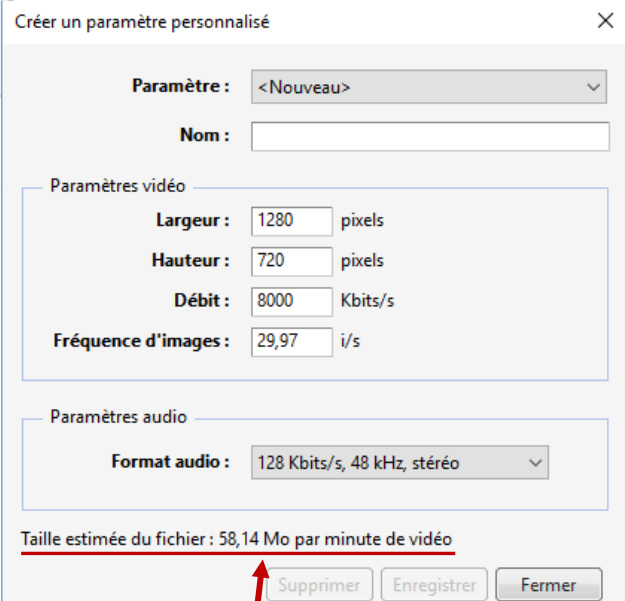 Créer un paramètre personnalisé
Paramètre : <Nouveau>
Nom :
Paramètres vidéo
Largeur : 1280 pixels
Hauteur : 720 pixels
Débit : 8000 Kbits/s
Fréquence d'images : 29,97 i/s
Paramètres audio
Format audio : 128 Kbits/s, 48 kHz, stéréo
Taille estimée du fichier : 58,14 Mo par minute de vidéo
Supprimer Enregistrer Fermer